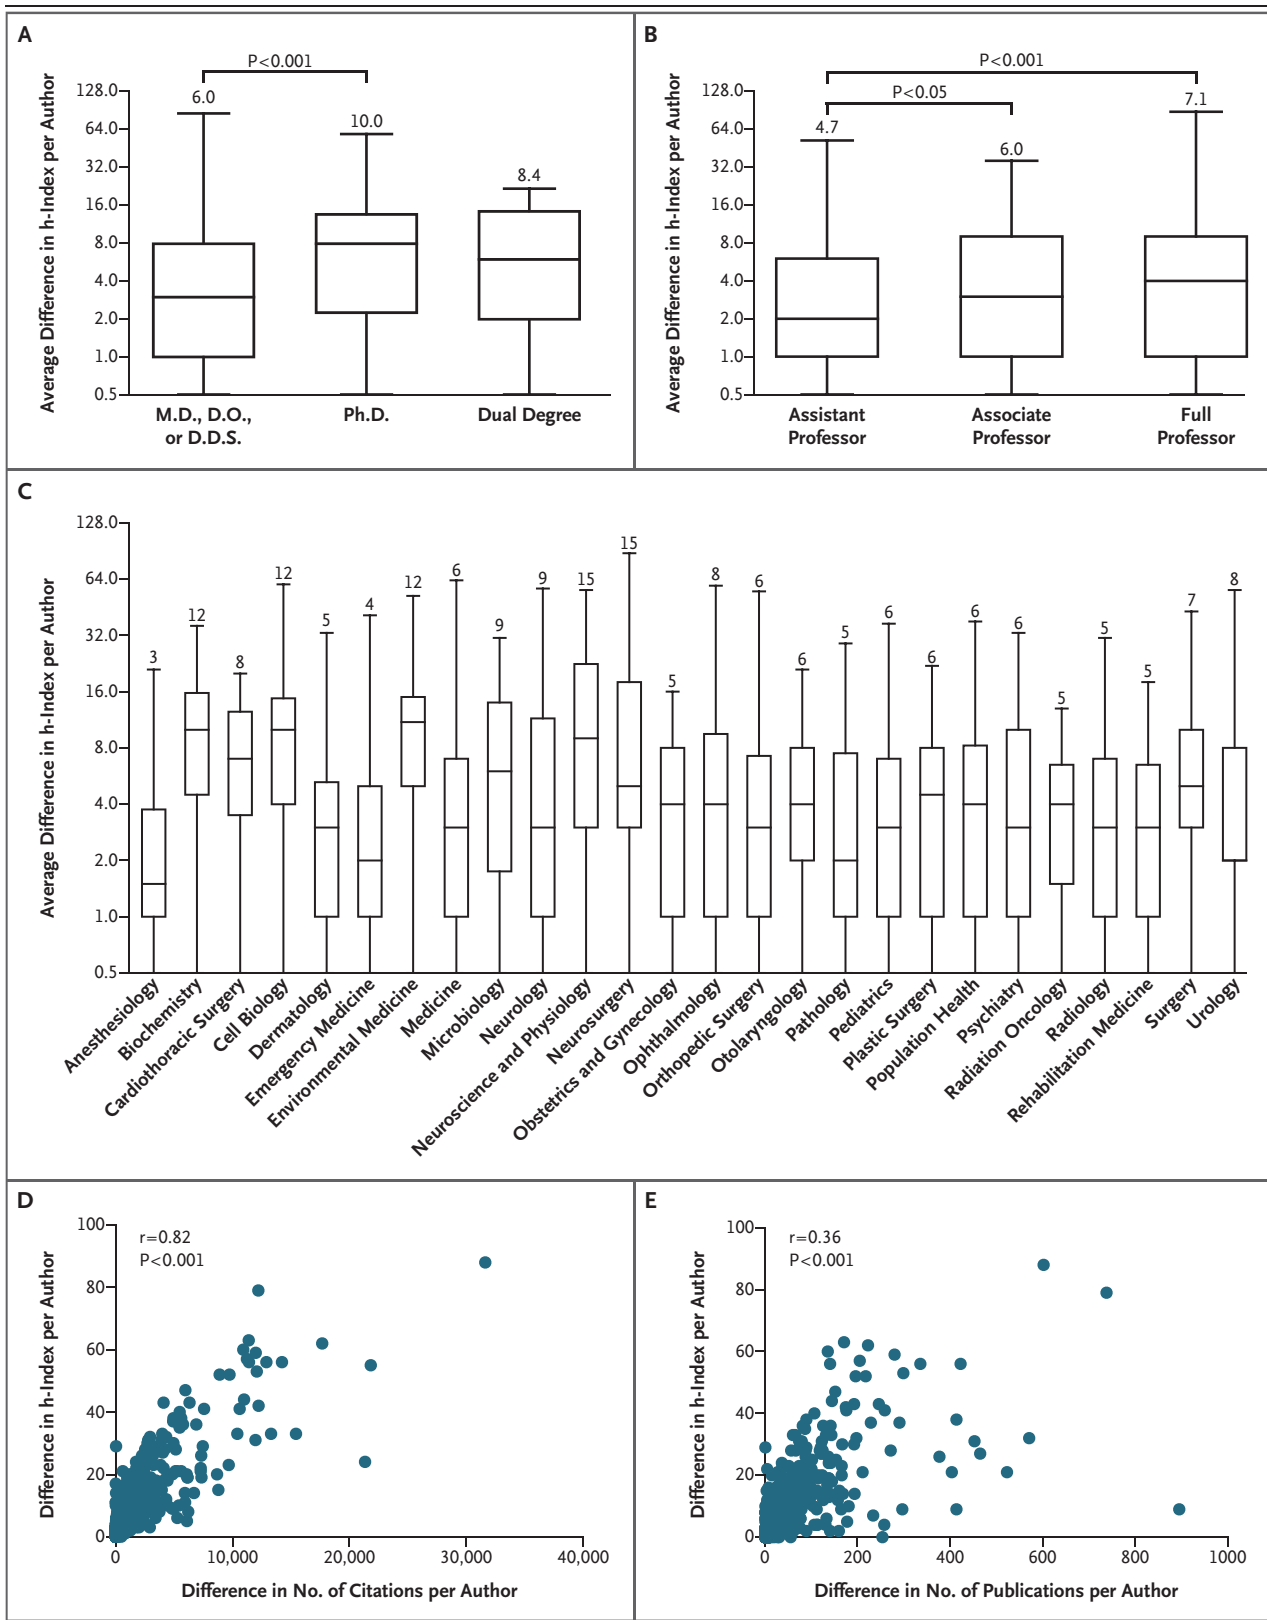 A
P<0.001
Average Difference in h-Index per Author
128.0
64.0
32.0
16.0
8.0
4.0
2.0
1.0
0.5
6.0
10.0
8.4
M.D., D.O.,
or D.D.S.
Ph.D.
Dual Degree
B
P<0.001
P<0.05
Average Difference in h-Index per Author
128.0
64.0
32.0
16.0
8.0
4.0
2.0
1.0
0.5
4.7
6.0
7.1
Assistant
Professor
Associate
Professor
Full
Professor
C
Average Difference in h-Index per Author
128.0
64.0
32.0
16.0
8.0
4.0
2.0
1.0
0.5
3
12
8
12
5
4
12
6
9
9
15
15
5
8
6
6
5
6
6
6
6
5
5
5
7
8
Anesthesiology
Biochemistry
Cardiothoracic Surgery
Cell Biology
Dermatology
Emergency Medicine
Environmental Medicine
Medicine
Microbiology
Neurology
Neuroscience and Physiology
Neurosurgery
Obstetrics and Gynecology
Ophthalmology
Orthopedic Surgery
Otolaryngology
Pathology
Pediatrics
Plastic Surgery
Population Health
Psychiatry
Radiation Oncology
Radiology
Rehabilitation Medicine
Surgery
Urology
D
r=0.82
P<0.001
Difference in h-Index per Author
100
80
60
40
20
0
0
10,000
20,000
30,000
40,000
Difference in No. of Citations per Author
E
r=0.36
P<0.001
Difference in h-Index per Author
100
80
60
40
20
0
0
200
400
600
800
1000
Difference in No. of Publications per Author